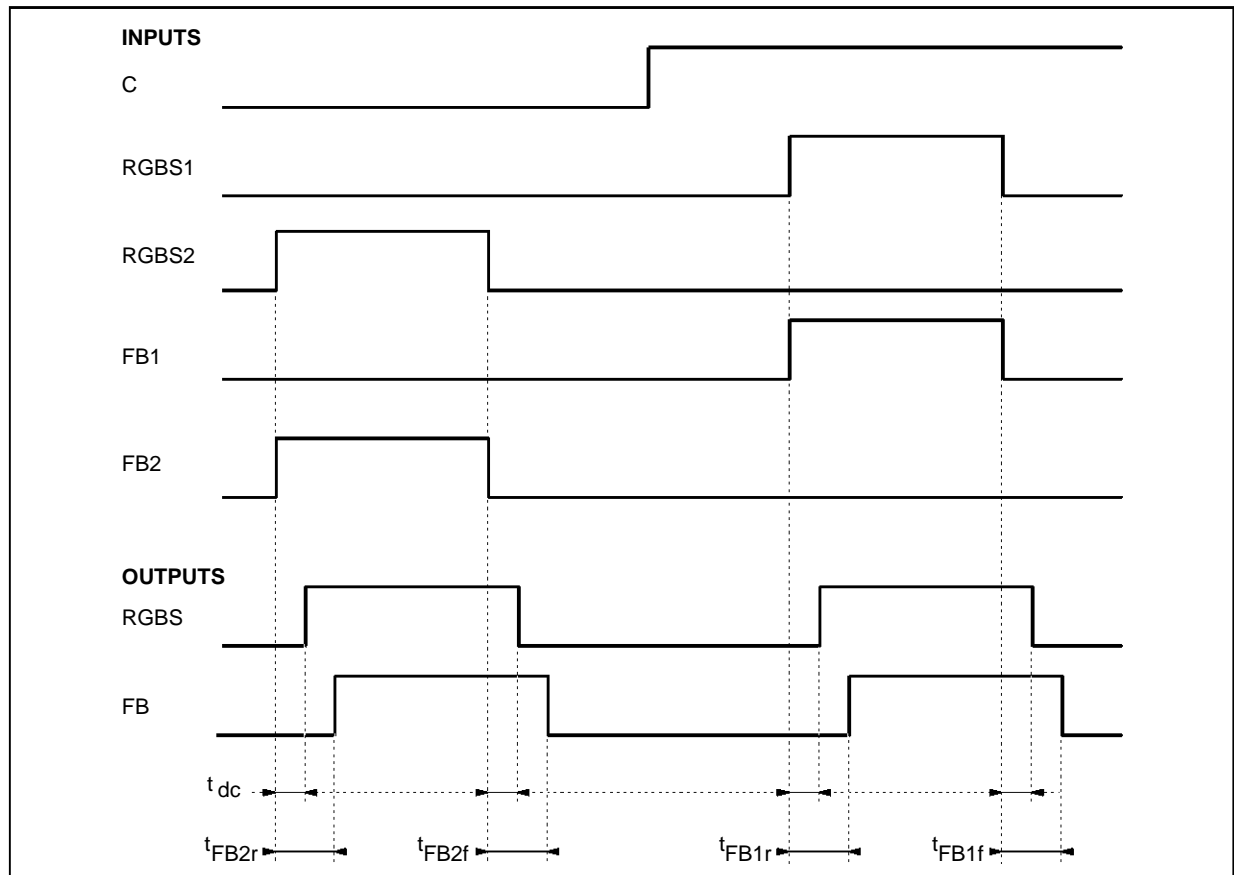 INPUTS
C
RGBS1
RGBS2
FB1
FB2
OUTPUTS
RGBS
FB
t dc
tFB2r tFB2f tFB1r tFB1f